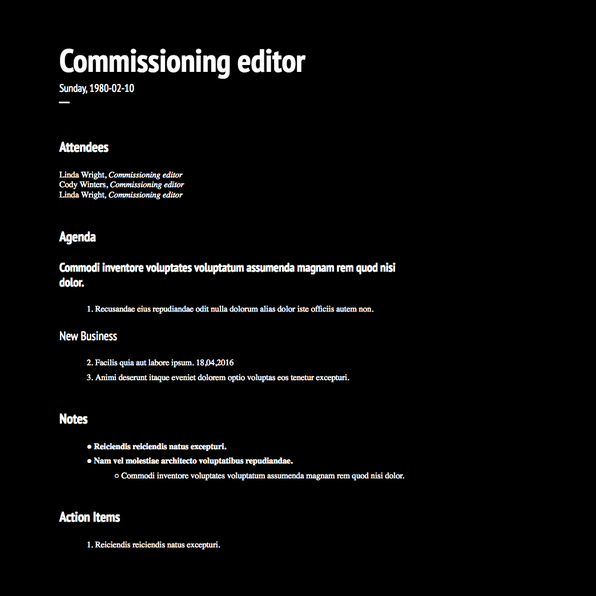 Commissioning editor
Sunday, 1980-02-10
Attendees
Linda Wright, Commissioning editor
Cody Winters, Commissioning editor
Linda Wright, Commissioning editor
Agenda
Commodi inventore voluptates voluptatum assumenda magnam rem quod nisi
dolor.
1. Recusandae eius repudiandae odit nulla dolorum alias dolor iste officiis autem non.
New Business
2. Facilis quia aut labore ipsum. 18,04,2016
3. Animi deserunt itaque eveniet dolorem optio voluptas eos tenetur excepturi.
Notes
● Reiciendis reiciendis natus excepturi.
● Nam vel molestiae architecto voluptatibus repudiandae.
○ Commodi inventore voluptates voluptatum assumenda magnam rem quod nisi dolor.
Action Items
1. Reiciendis reiciendis natus excepturi.